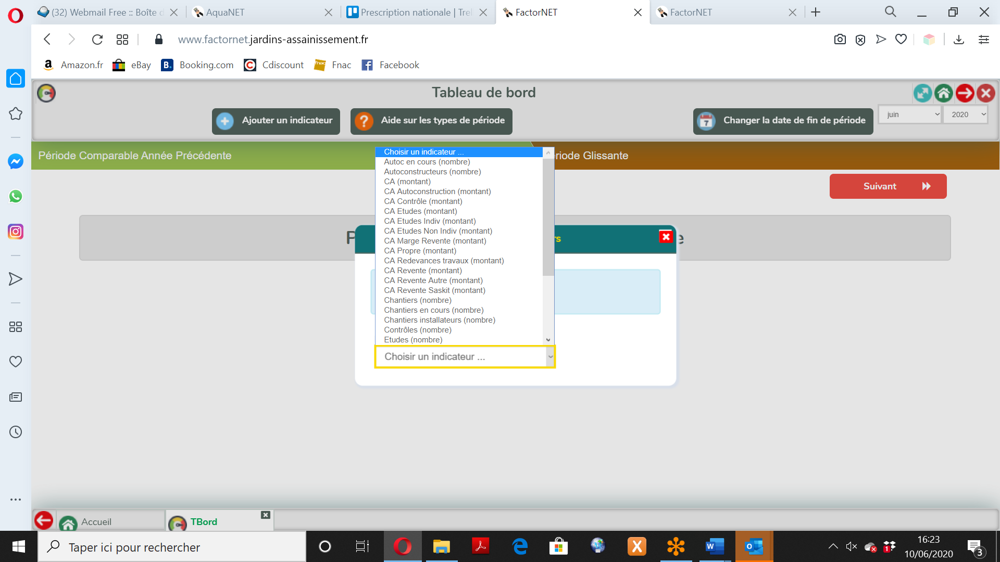 (32) Webmail Free :: Boîte d
AquaNET
Prescription nationale | Trel
FactorNET
FactorNET
www.factornet.jardins-assainissement.fr
Amazon.fr
eBay
Booking.com
Cdiscount
Fnac
Facebook
Tableau de bord
Ajouter un indicateur
Aide sur les types de période
Changer la date de fin de période
juin
2020
Période Comparable Année Précédente
riode Glissante
Suivant
Choisir un indicateur ...
Autoc en cours (nombre)
Autoconstructeurs (nombre)
CA (montant)
CA Autoconstruction (montant)
CA Contrôle (montant)
CA Etudes (montant)
CA Etudes Indiv (montant)
CA Etudes Non Indiv (montant)
CA Marge Revente (montant)
CA Propre (montant)
CA Redevances travaux (montant)
CA Revente (montant)
CA Revente Autre (montant)
CA Revente Saskit (montant)
Chantiers (nombre)
Chantiers en cours (nombre)
Chantiers installateurs (nombre)
Contrôles (nombre)
Etudes (nombre)
Choisir un indicateur ...
Accueil
TBord
Taper ici pour rechercher
16:23
10/06/2020
3